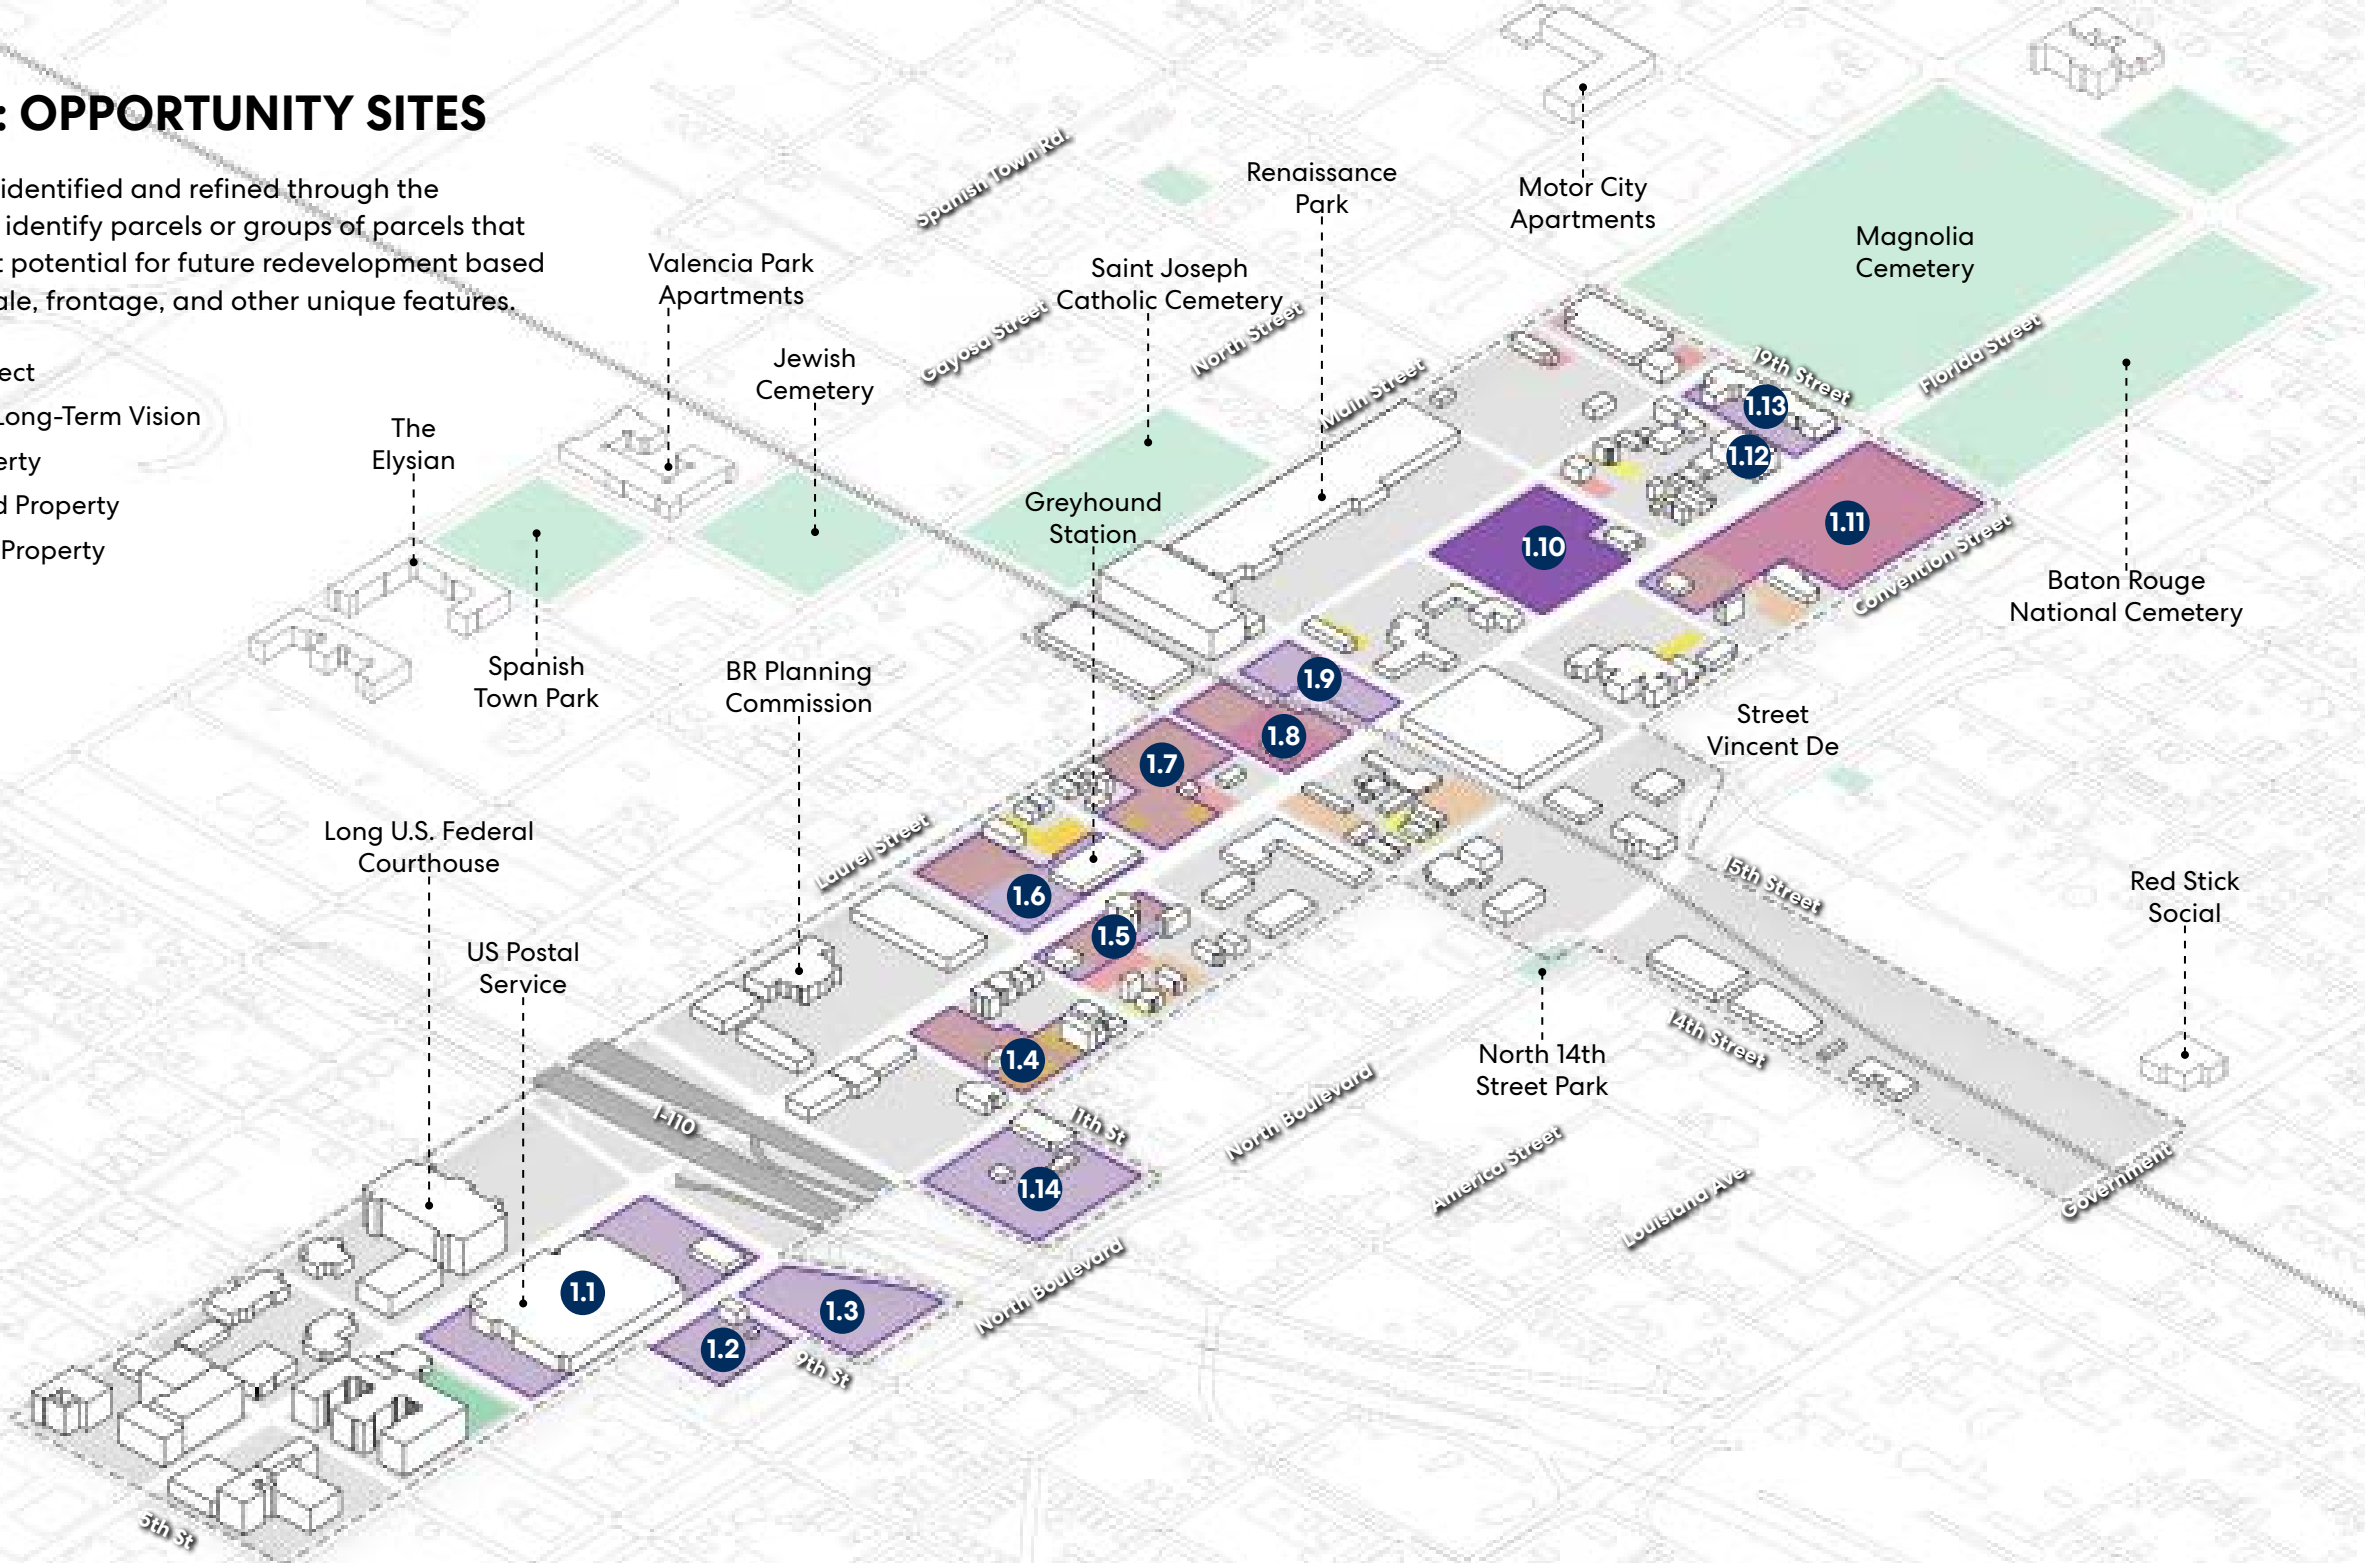 : OPPORTUNITY SITES
identified and refined through the
identify parcels or groups of parcels that
t potential for future redevelopment based
ale, frontage, and other unique features.
ect
Long-Term Vision
erty
d Property
Property
Spanish Town Rd.
Renaissance
Park
Motor City
Apartments
Magnolia
Cemetery
Valencia Park
Apartments
Saint Joseph
Catholic Cemetery
Gayosa Street
North Street
Main Street
19th Street
Florida Street
Jewish
Cemetery
The
Elysian
Greyhound
Station
1.13
1.12
1.11
1.10
Convention Street
Baton Rouge
National Cemetery
Spanish
Town Park
BR Planning
Commission
1.9
1.8
1.7
Street
Vincent De
Long U.S. Federal
Courthouse
Laurel Street
1.6
1.5
15th Street
Red Stick
Social
US Postal
Service
1.4
14th Street
North 14th
Street Park
I-110
11th St
North Boulevard
America Street
Louisiana Ave.
Government
1.14
North Boulevard
1.1
1.3
1.2
9th St
5th St